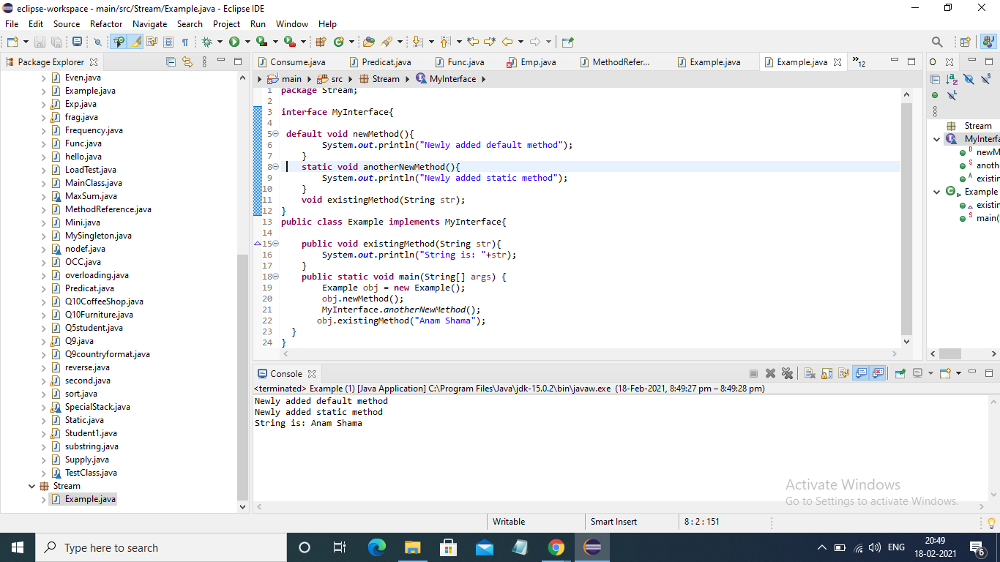 eclipse-workspace - main/src/Stream/Example.java - Eclipse IDE
File Edit Source Refactor Navigate Search Project Run Window Help
Package Explorer
Even.java
Example.java
Exp.java
frag.java
Frequency.java
Func.java
hello.java
LoadTest.java
MainClass.java
MaxSum.java
MethodReference.java
Mini.java
MySingleton.java
nodef.java
OCC.java
overloading.java
Predicat.java
Q10CoffeeShop.java
Q10Furniture.java
Q5student.java
Q9.java
Q9countryformat.java
reverse.java
second.java
sort.java
SpecialStack.java
Static.java
Student1.java
substring.java
Supply.java
TestClass.java
Stream
Example.java
Consume.java Predicat.java Func.java Emp.java MethodRefer... Example.java Example.java »12
main src Stream MyInterface
1 package Stream;
2
3 interface MyInterface{
4
5 default void newMethod(){
6 System.out.println("Newly added default method");
7 }
8 static void anotherNewMethod(){
9 System.out.println("Newly added static method");
10 }
11 void existingMethod(String str);
12 }
13 public class Example implements MyInterface{
14
15 public void existingMethod(String str){
16 System.out.println("String is: "+str);
17 }
18 public static void main(String[] args) {
19 Example obj = new Example();
20 obj.newMethod();
21 MyInterface.anotherNewMethod();
22 obj.existingMethod("Anam Shama");
23 }
24 }
O
Stream
MyInterfa
D newM
S anoth
A existin
Example
existin
S main(
Console
<terminated> Example (1) [Java Application] C:\Program Files\Java\jdk-15.0.2\bin\javaw.exe (18-Feb-2021, 8:49:27 pm – 8:49:28 pm)
Newly added default method
Newly added static method
String is: Anam Shama
Activate Windows
Go to Settings to activate Windows.
Writable Smart Insert 8 : 2 : 151
Type here to search
ENG
20:49
18-02-2021
6